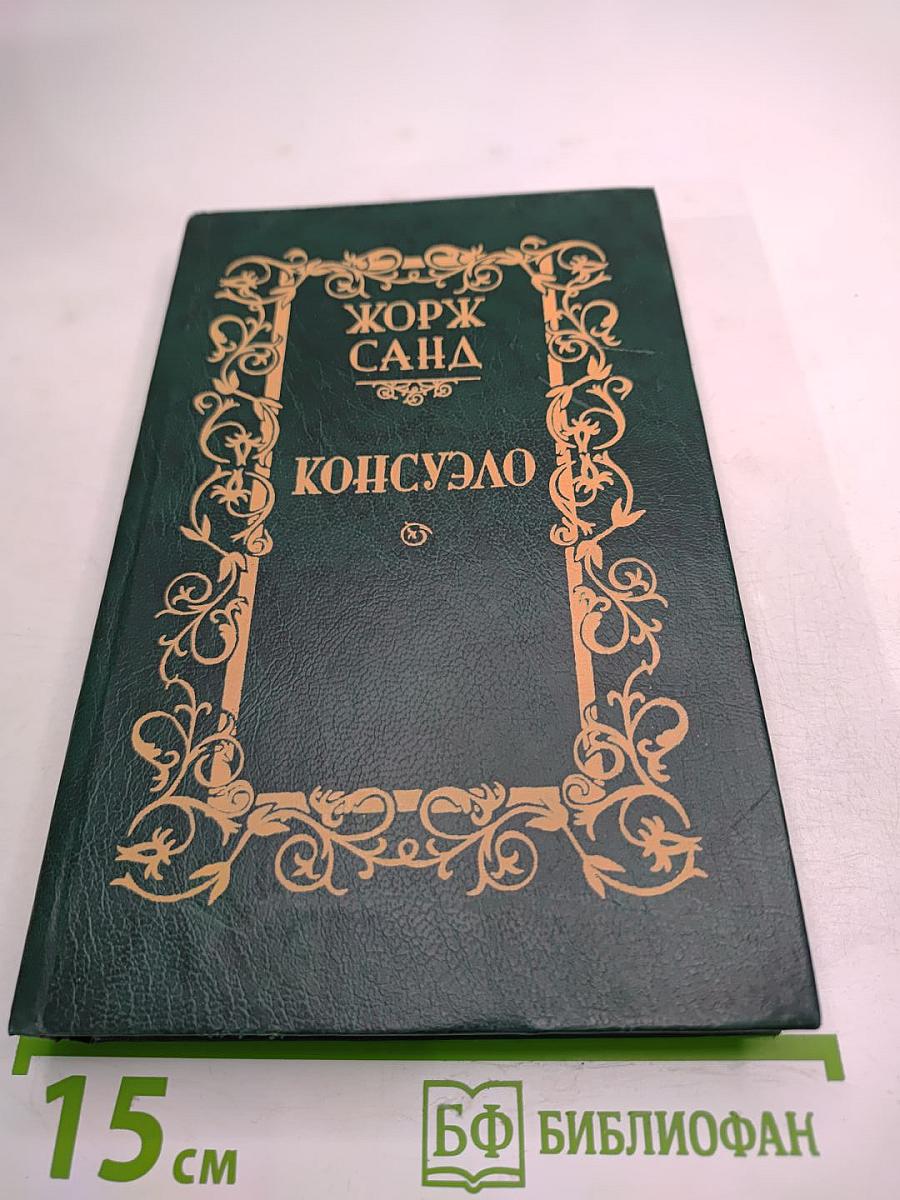 ЖОРЖ
САНД
КОНСУЭЛО
15 см
БФ БИБЛИОФАН